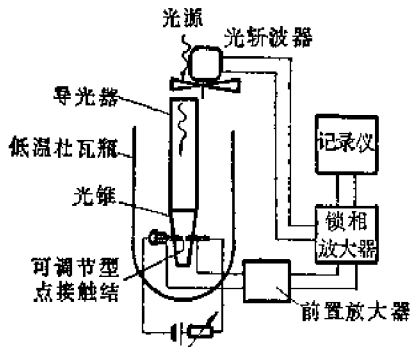 光源
光斩波器
导光器
低温杜瓦瓶
光锥
可调节型
点接触结
记录仪
锁相
放大器
前置放大器